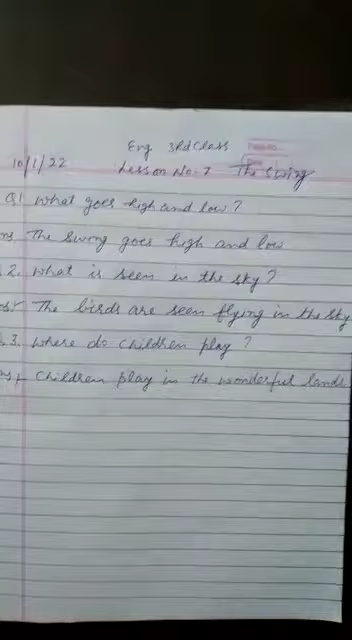 Eng 3rd Class
10/1/22 Lesson No. 7 The Swing
Q1 What goes high and low?
ns The Swing goes high and low
2. What is seen in the sky?
The birds are seen flying in the sky
3. Where do children play?
Children play in the wonderful lands